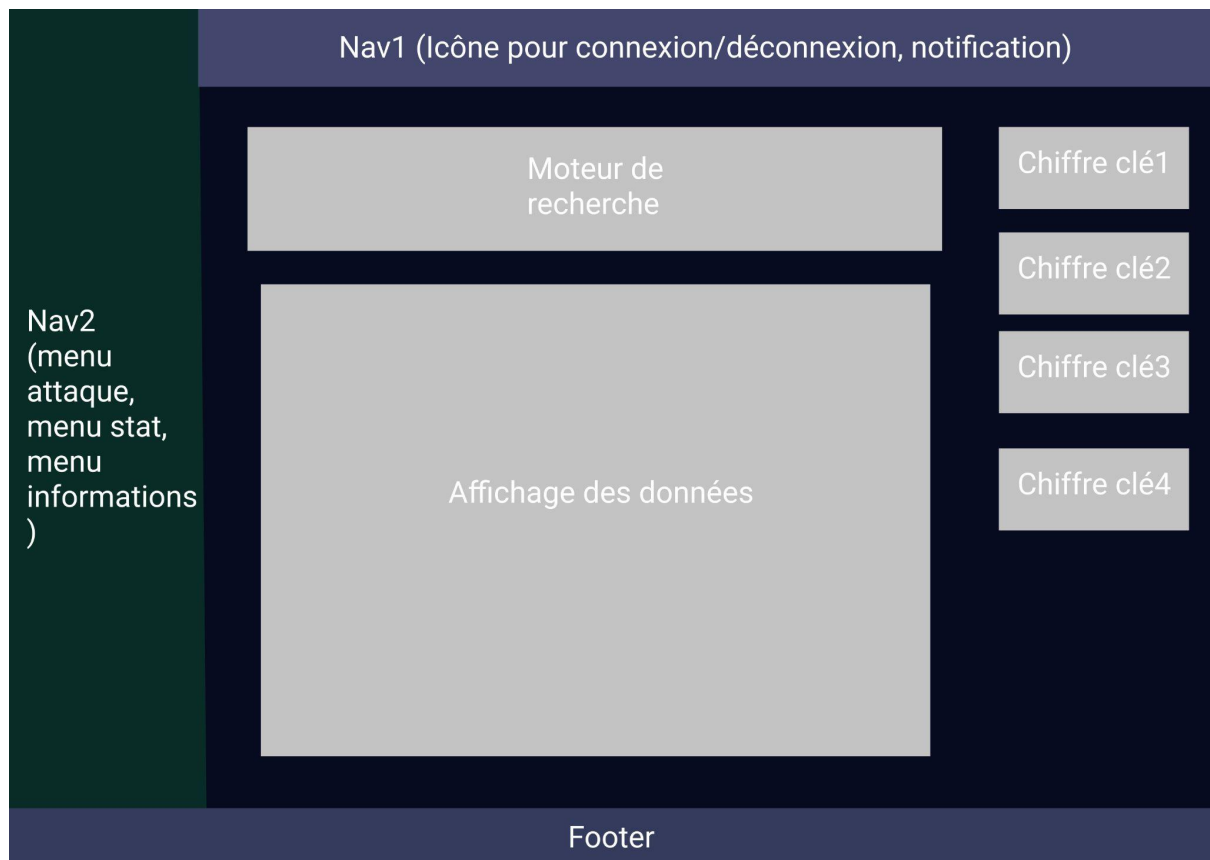 Nav1 (Icône pour connexion/déconnexion, notification)
Moteur de
recherche
Chiffre clé1
Chiffre clé2
Chiffre clé3
Chiffre clé4
Nav2
(menu
attaque,
menu stat,
menu
informations
)
Affichage des données
Footer